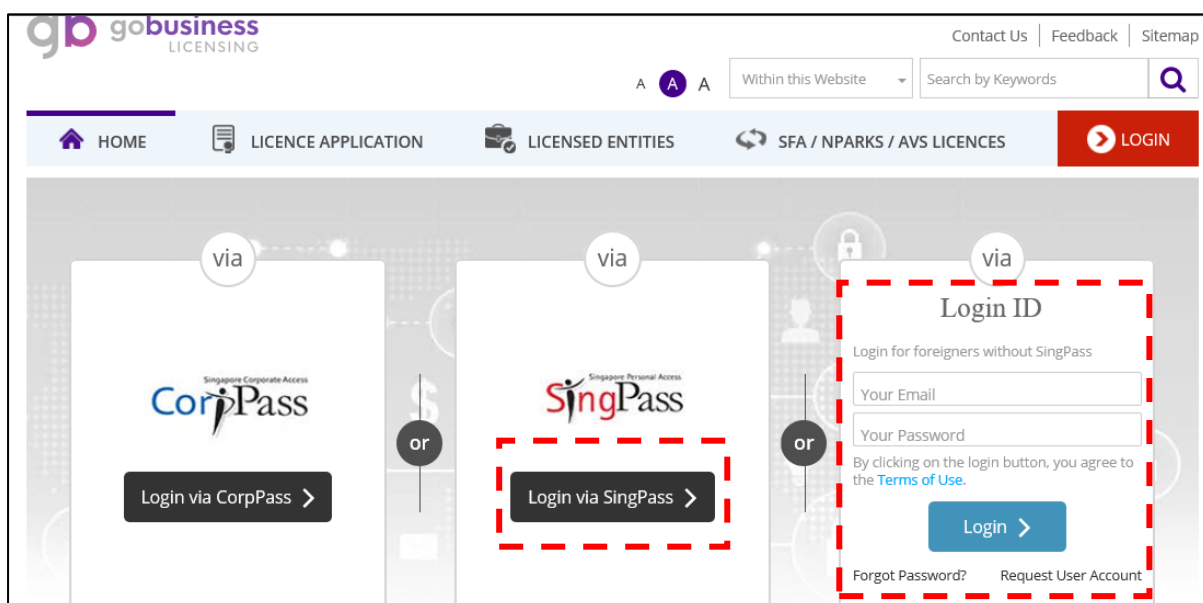 gb gobusiness
LICENSING
Contact Us | Feedback | Sitemap
A A A
Within this Website
Search by Keywords
HOME
LICENCE APPLICATION
LICENSED ENTITIES
SFA / NPARKS / AVS LICENCES
LOGIN
via
Singapore Corporate Access
CorpPass
Login via CorpPass
or
via
Singapore Personal Access
SingPass
Login via SingPass
or
via
Login ID
Login for foreigners without SingPass
Your Email
Your Password
By clicking on the login button, you agree to
the Terms of Use.
Login
Forgot Password?
Request User Account